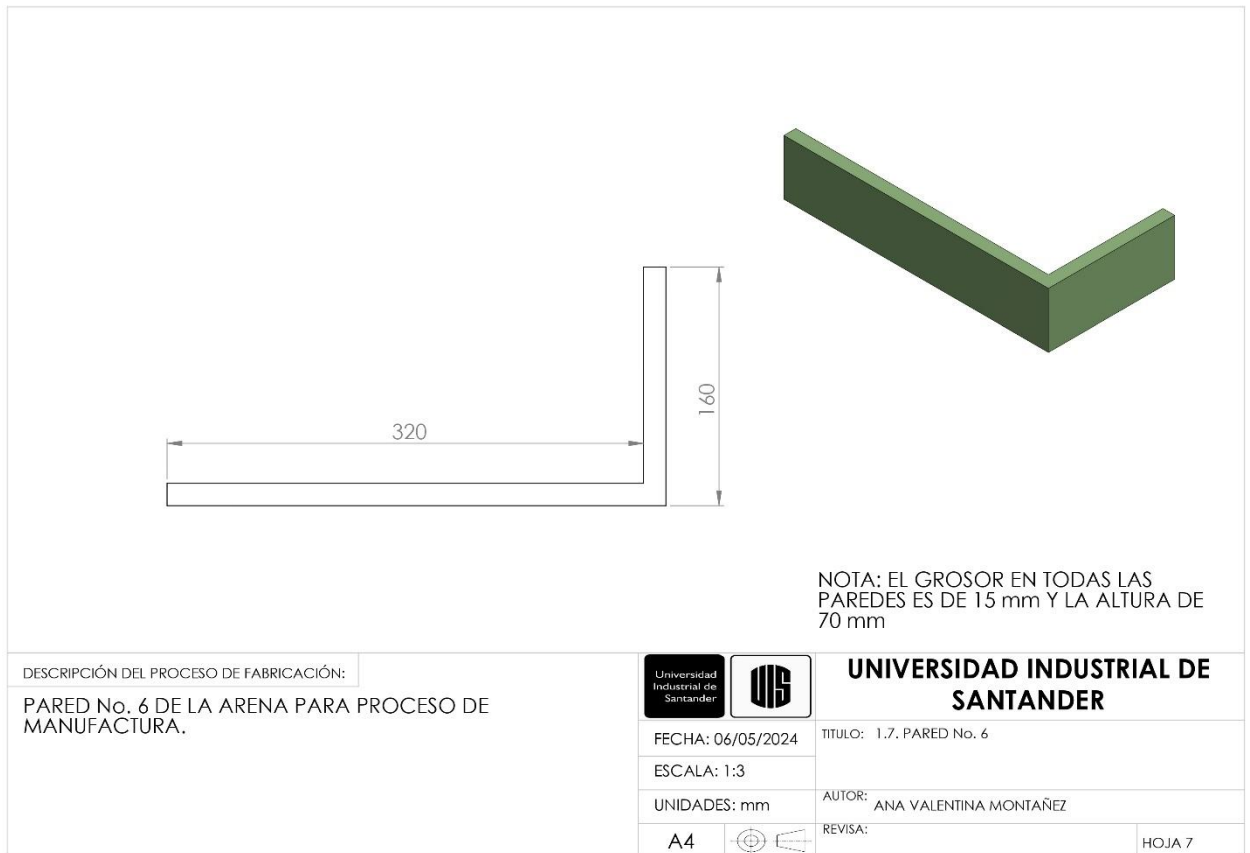 320
160
NOTA: EL GROSOR EN TODAS LAS
PAREDES ES DE 15 mm Y LA ALTURA DE
70 mm
DESCRIPCIÓN DEL PROCESO DE FABRICACIÓN:
PARED No. 6 DE LA ARENA PARA PROCESO DE
MANUFACTURA.
Universidad
Industrial de
Santander
UIS
UNIVERSIDAD INDUSTRIAL DE
SANTANDER
FECHA: 06/05/2024
TITULO: 1.7. PARED No. 6
ESCALA: 1:3
UNIDADES: mm
AUTOR: ANA VALENTINA MONTAÑEZ
A4
REVISA:
HOJA 7